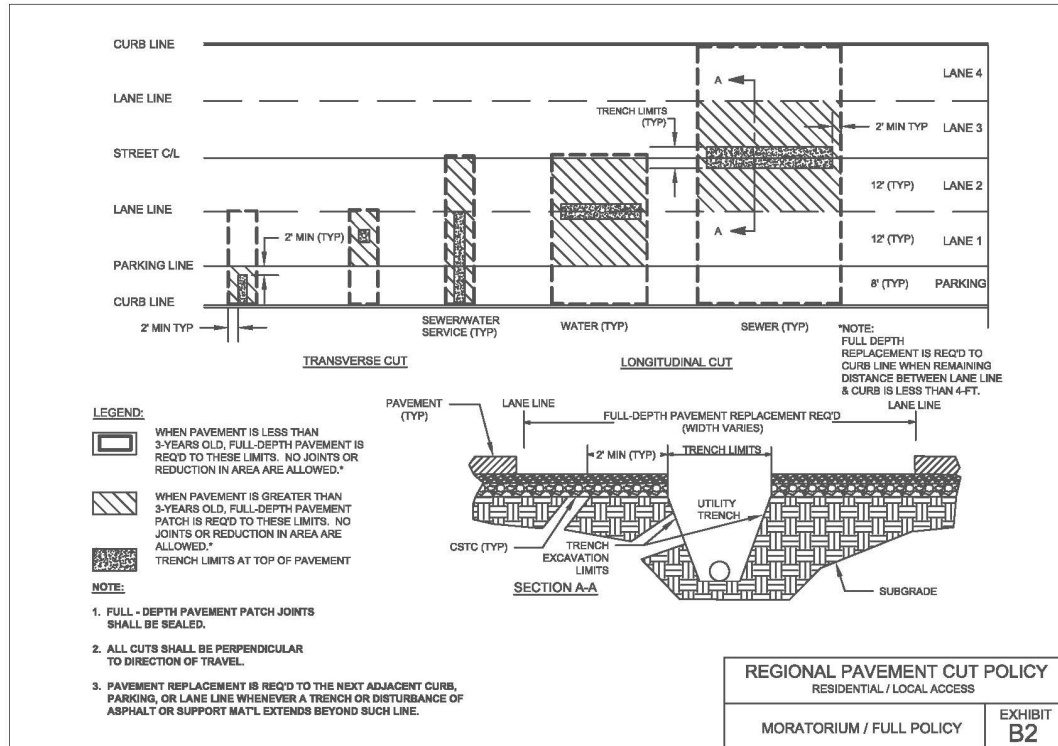 CURB LINE
LANE LINE
STREET C/L
LANE LINE
PARKING LINE
CURB LINE
LANE 4
LANE 3
LANE 2
LANE 1
PARKING
12' (TYP)
12' (TYP)
8' (TYP)
A
A
TRENCH LIMITS
(TYP)
2' MIN TYP
2' MIN (TYP)
2' MIN TYP
SEWER/WATER
SERVICE (TYP)
WATER (TYP)
SEWER (TYP)
TRANSVERSE CUT
LONGITUDINAL CUT
*NOTE:
FULL DEPTH
REPLACEMENT IS REQ'D TO
CURB LINE WHEN REMAINING
DISTANCE BETWEEN LANE LINE
& CURB IS LESS THAN 4-FT.
LEGEND:
WHEN PAVEMENT IS LESS THAN
3-YEARS OLD, FULL-DEPTH PAVEMENT IS
REQ'D TO THESE LIMITS. NO JOINTS OR
REDUCTION IN AREA ARE ALLOWED.*
WHEN PAVEMENT IS GREATER THAN
3-YEARS OLD, FULL-DEPTH PAVEMENT
PATCH IS REQ'D TO THESE LIMITS. NO
JOINTS OR REDUCTION IN AREA ARE
ALLOWED.*
TRENCH LIMITS AT TOP OF PAVEMENT
NOTE:
1. FULL - DEPTH PAVEMENT PATCH JOINTS
SHALL BE SEALED.
2. ALL CUTS SHALL BE PERPENDICULAR
TO DIRECTION OF TRAVEL.
3. PAVEMENT REPLACEMENT IS REQ'D TO THE NEXT ADJACENT CURB,
PARKING, OR LANE LINE WHENEVER A TRENCH OR DISTURBANCE OF
ASPHALT OR SUPPORT MAT'L EXTENDS BEYOND SUCH LINE.
PAVEMENT
(TYP)
LANE LINE
FULL-DEPTH PAVEMENT REPLACEMENT REQ'D
(WIDTH VARIES)
LANE LINE
2' MIN (TYP)
TRENCH LIMITS
UTILITY
TRENCH
CSTC (TYP)
TRENCH
EXCAVATION
LIMITS
SECTION A-A
SUBGRADE
REGIONAL PAVEMENT CUT POLICY
RESIDENTIAL / LOCAL ACCESS
MORATORIUM / FULL POLICY
EXHIBIT
B2